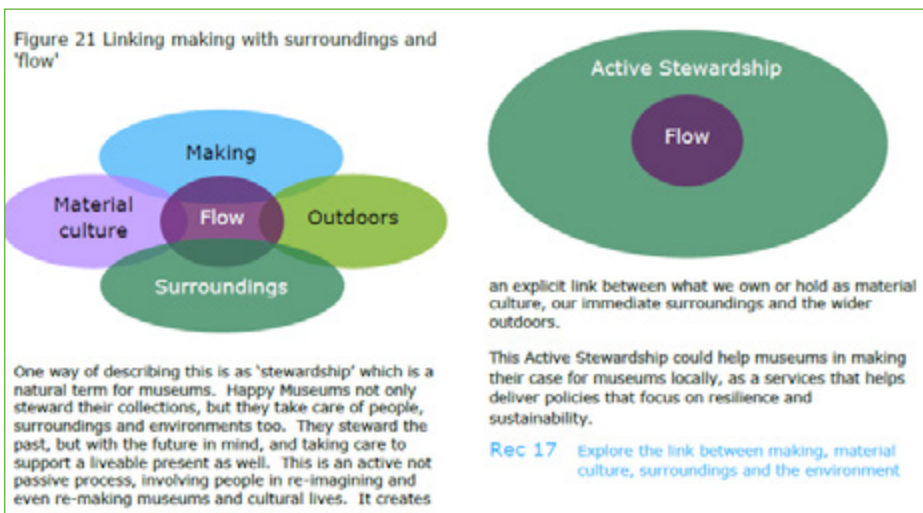 Figure 21 Linking making with surroundings and
'flow'
Making
Material
culture
Flow
Outdoors
Surroundings
One way of describing this is as 'stewardship' which is a
natural term for museums. Happy Museums not only
steward their collections, but they take care of people,
surroundings and environments too. They steward the
past, but with the future in mind, and taking care to
support a liveable present as well. This is an active not
passive process, involving people in re-imagining and
even re-making museums and cultural lives. It creates
Active Stewardship
Flow
an explicit link between what we own or hold as material
culture, our immediate surroundings and the wider
outdoors.
This Active Stewardship could help museums in making
their case for museums locally, as a services that helps
deliver policies that focus on resilience and
sustainability.
Rec 17 Explore the link between making, material
culture, surroundings and the environment